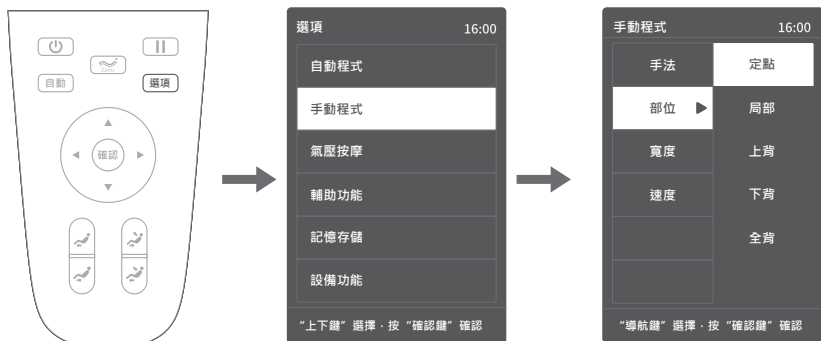 Zero
自動
選項
確認
選項 16:00
自動程式
手動程式
氣壓按摩
輔助功能
記憶存儲
設備功能
“上下鍵”選擇．按“確認鍵”確認
手動程式 16:00
手法 定點
部位 局部
寬度 上背
速度 下背
全背
“導航鍵”選擇．按“確認鍵”確認